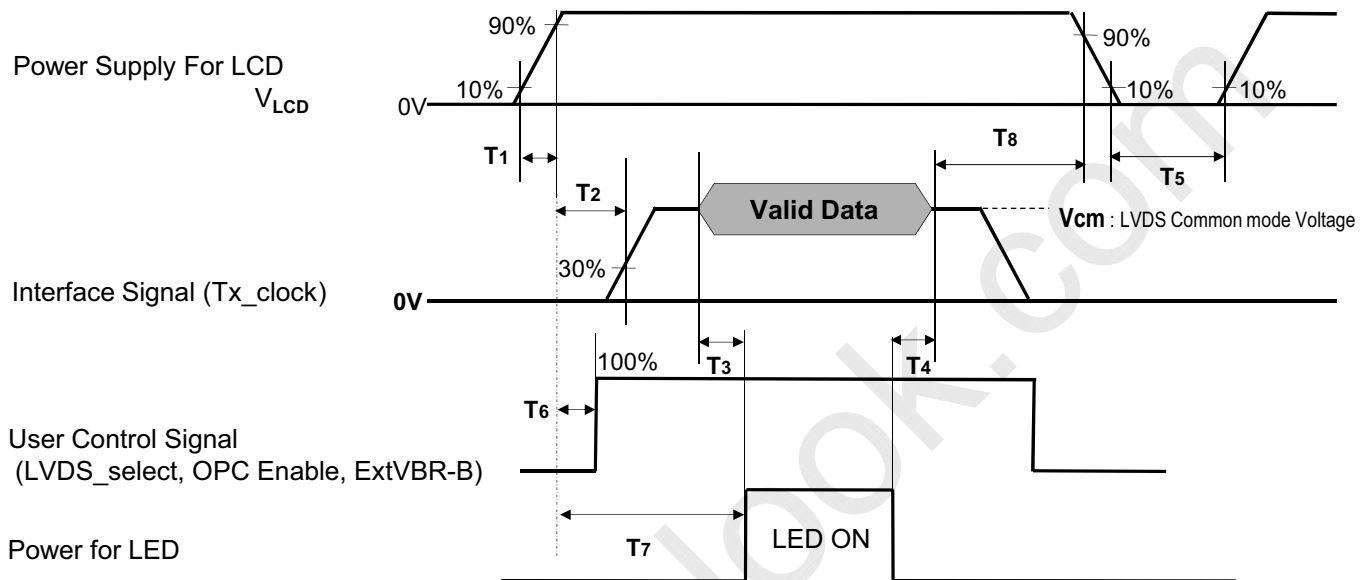 90%
90%
Power Supply For LCD
10%
10%
10%
VLCD
0V
T1
T8
T2
T5
Valid Data
Vcm : LVDS Common mode Voltage
30%
Interface Signal (Tx_clock)
0V
100%
T3
T4
T6
User Control Signal
(LVDS_select, OPC Enable, ExtVBR-B)
T7
LED ON
Power for LED
look.com